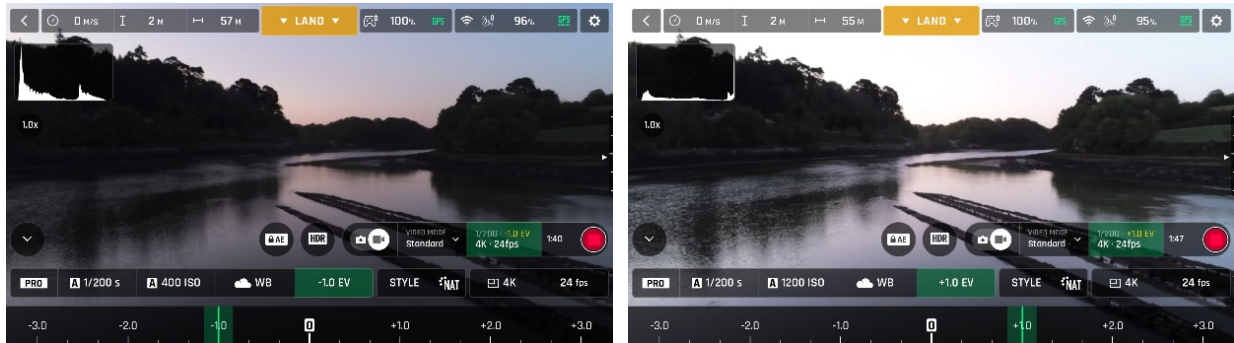 0 M/S 2 M 57 M LAND 100% GPS 96% GPS
1.0x
AE HDR VIDEO MODE Standard 1/200 · -1.0 EV 4K · 24fps 1:40
PRO A 1/200 s A 400 ISO WB -1.0 EV STYLE NAT 4K 24 fps
-3.0 -2.0 -1.0 0 +1.0 +2.0 +3.0
0 M/S 2 M 55 M LAND 100% GPS 95% GPS
1.0x
AE HDR VIDEO MODE Standard 1/200 · +1.0 EV 4K · 24fps 1:47
PRO A 1/200 s A 1200 ISO WB +1.0 EV STYLE NAT 4K 24 fps
-3.0 -2.0 -1.0 0 +1.0 +2.0 +3.0